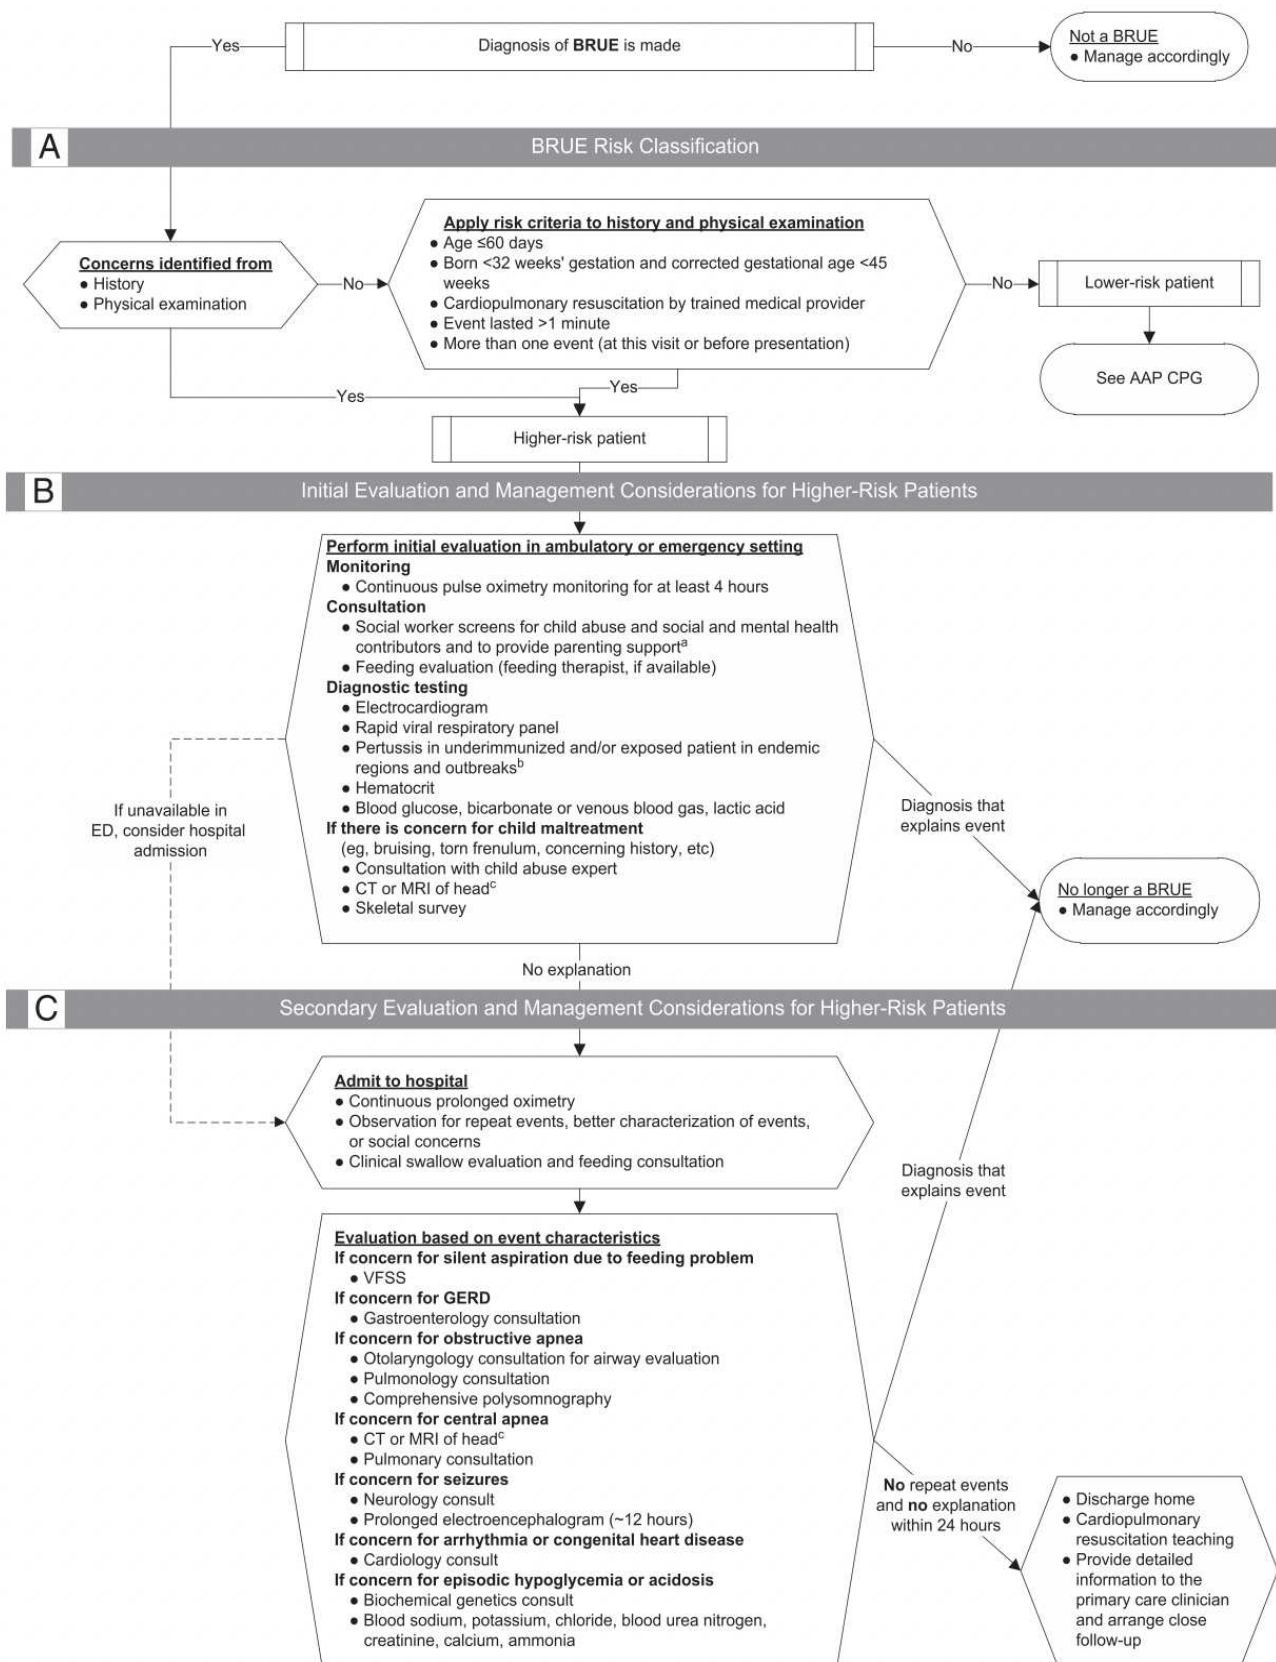 Yes
Diagnosis of BRUE is made
No
Not a BRUE
● Manage accordingly
A
BRUE Risk Classification
Concerns identified from
● History
● Physical examination
No
Apply risk criteria to history and physical examination
● Age ≤60 days
● Born <32 weeks' gestation and corrected gestational age <45
weeks
● Cardiopulmonary resuscitation by trained medical provider
● Event lasted >1 minute
● More than one event (at this visit or before presentation)
No
Lower-risk patient
See AAP CPG
Yes
Yes
Higher-risk patient
B
Initial Evaluation and Management Considerations for Higher-Risk Patients
Perform initial evaluation in ambulatory or emergency setting
Monitoring
● Continuous pulse oximetry monitoring for at least 4 hours
Consultation
● Social worker screens for child abuse and social and mental health
contributors and to provide parenting supportᵃ
● Feeding evaluation (feeding therapist, if available)
Diagnostic testing
● Electrocardiogram
● Rapid viral respiratory panel
● Pertussis in underimmunized and/or exposed patient in endemic
regions and outbreaksᵇ
● Hematocrit
● Blood glucose, bicarbonate or venous blood gas, lactic acid
If there is concern for child maltreatment
(eg, bruising, torn frenulum, concerning history, etc)
● Consultation with child abuse expert
● CT or MRI of headᶜ
● Skeletal survey
If unavailable in
ED, consider hospital
admission
Diagnosis that
explains event
No longer a BRUE
● Manage accordingly
No explanation
C
Secondary Evaluation and Management Considerations for Higher-Risk Patients
Admit to hospital
● Continuous prolonged oximetry
● Observation for repeat events, better characterization of events,
or social concerns
● Clinical swallow evaluation and feeding consultation
Diagnosis that
explains event
Evaluation based on event characteristics
If concern for silent aspiration due to feeding problem
● VFSS
If concern for GERD
● Gastroenterology consultation
If concern for obstructive apnea
● Otolaryngology consultation for airway evaluation
● Pulmonology consultation
● Comprehensive polysomnography
If concern for central apnea
● CT or MRI of headᶜ
● Pulmonary consultation
If concern for seizures
● Neurology consult
● Prolonged electroencephalogram (~12 hours)
If concern for arrhythmia or congenital heart disease
● Cardiology consult
If concern for episodic hypoglycemia or acidosis
● Biochemical genetics consult
● Blood sodium, potassium, chloride, blood urea nitrogen,
creatinine, calcium, ammonia
No repeat events
and no explanation
within 24 hours
● Discharge home
● Cardiopulmonary
resuscitation teaching
● Provide detailed
information to the
primary care clinician
and arrange close
follow-up